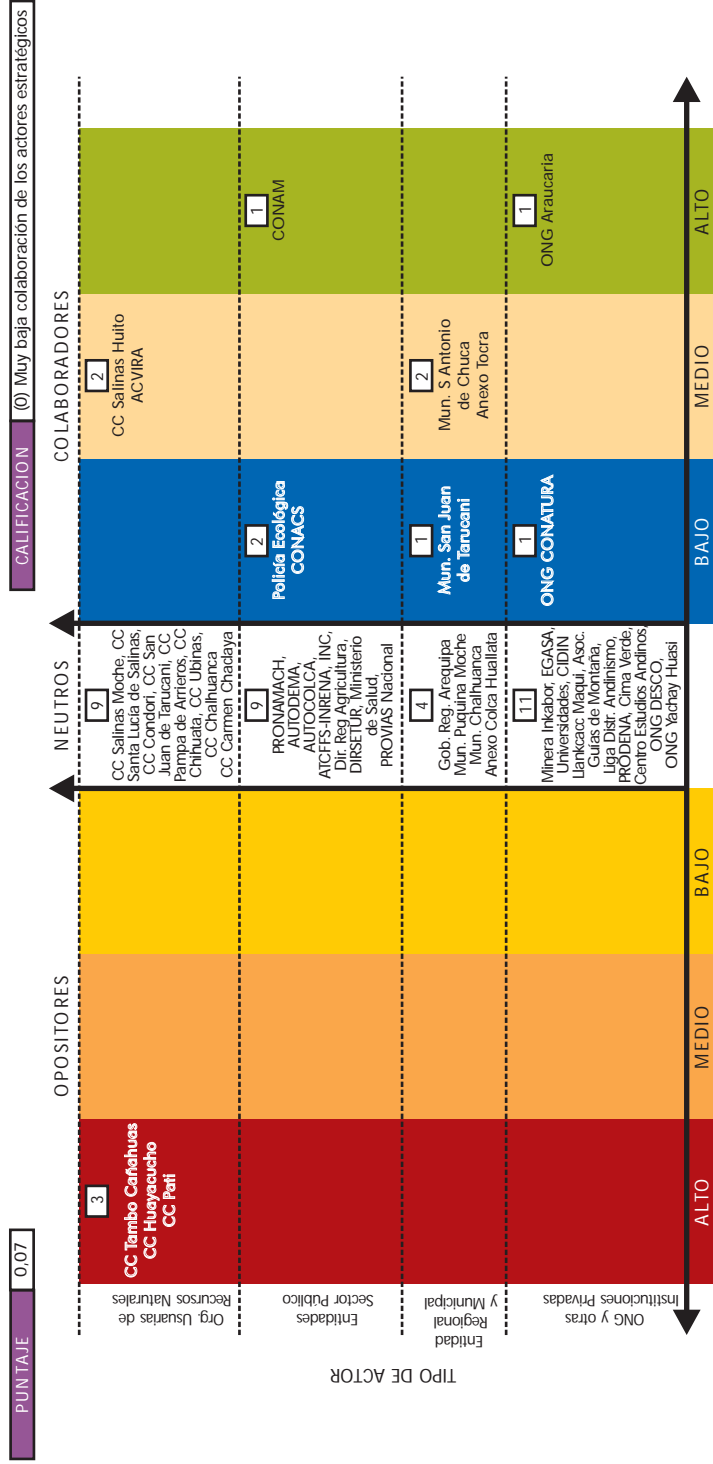 PUNTAJE
0,07
CALIFICACION
(0) Muy baja colaboración de los actores estratégicos
OPOSITORES
NEUTROS
COLABORADORES
TIPO DE ACTOR
Org. Usuarias de
Recursos Naturales
3
CC Tambo Cañahuas
CC Huayacucho
CC Pati
9
CC Salinas Moche, CC
Santa Lucía de Salinas,
CC Condori, CC San
Juan de Tarucani, CC
Pampa de Arrieros, CC
Chihuata, CC Ubinas,
CC Chalhuanca
CC Carmen Chaclaya
2
CC Salinas Huito
ACVIRA
Entidades
Sector Público
9
PRONAMACH,
AUTODEMA,
AUTOCOLCA,
ATCFFS-INRENA, INC,
Dir. Reg Agricultura,
DIRSETUR, Ministerio
de Salud,
PROVIAS Nacional
2
Policía Ecológica
CONACS
1
CONAM
Entidad
Regional
y Municipal
4
Gob. Reg. Arequipa
Mun. Puquina Moche
Mun. Chalhuanca
Anexo Colca Huallata
1
Mun. San Juan
de Tarucani
2
Mun. S Antonio
de Chuca
Anexo Tocra
ONG y otras
Instituciones Privadas
11
Minera Inkabor, EGASA,
Universidades, CIDIN
Llankcacc Maqui, Asoc.
Guías de Montaña,
Liga Distr. Andinismo,
PRODENA, Cima Verde,
Centro Estudios Andinos,
ONG DESCO,
ONG Yachay Huasi
1
ONG CONATURA
1
ONG Araucaria
ALTO
MEDIO
BAJO
BAJO
MEDIO
ALTO